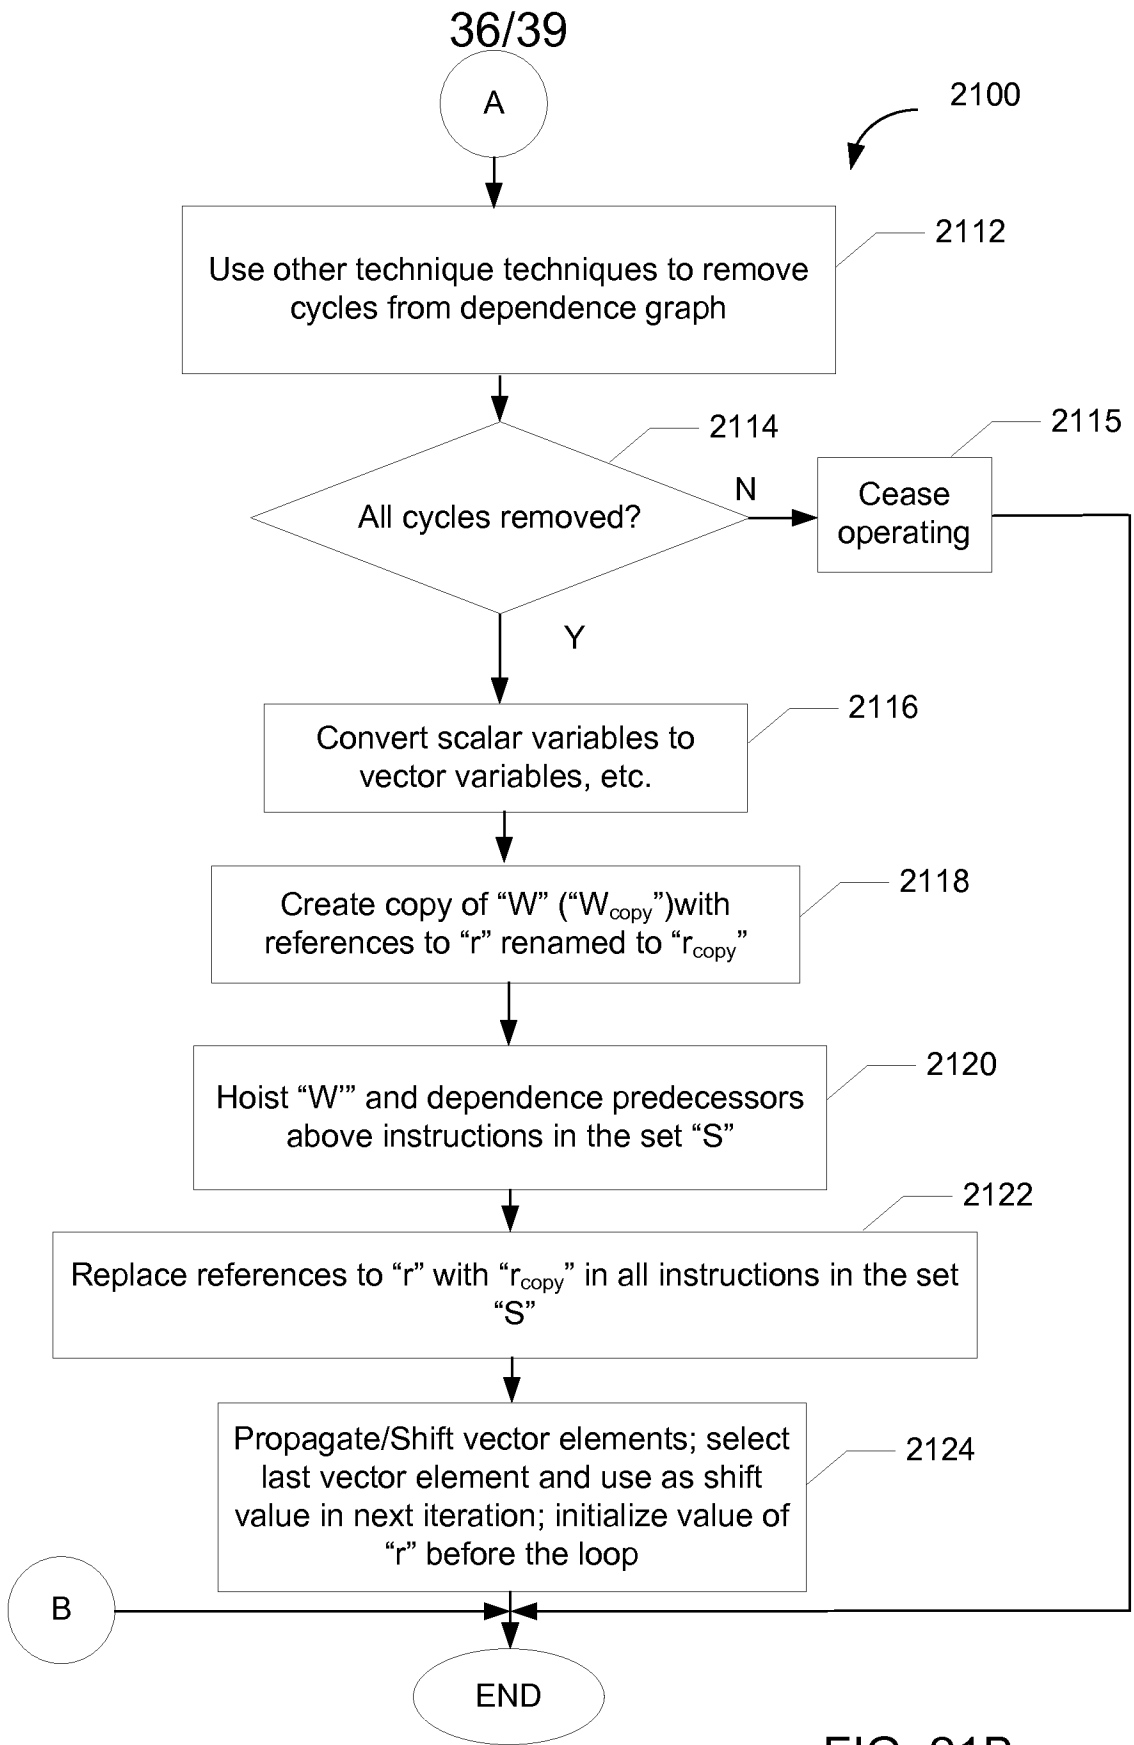 36/39
A
2100
2112
Use other technique techniques to remove
cycles from dependence graph
2114
2115
All cycles removed?
N
Cease
operating
Y
2116
Convert scalar variables to
vector variables, etc.
2118
Create copy of “W” (“Wcopy”)with
references to “r” renamed to “rcopy”
2120
Hoist “W’” and dependence predecessors
above instructions in the set “S”
2122
Replace references to “r” with “rcopy” in all instructions in the set
“S”
2124
Propagate/Shift vector elements; select
last vector element and use as shift
value in next iteration; initialize value of
“r” before the loop
B
END
FIG. 21B